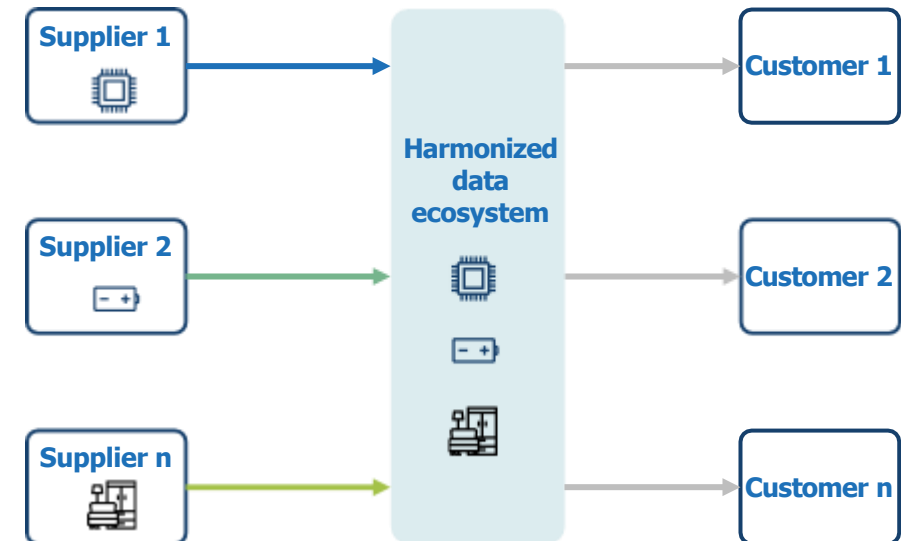 Supplier 1
Customer 1
Harmonized
data
ecosystem
Supplier 2
Customer 2
Supplier n
Customer n